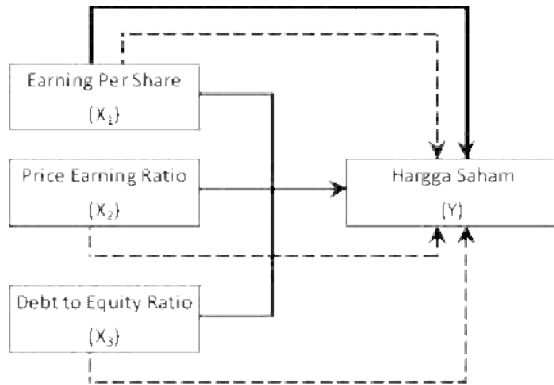 Earning Per Share
(X₁)
Price Earning Ratio
(X₂)
Hargga Saham
(Y)
Debt to Equity Ratio
(X₃)